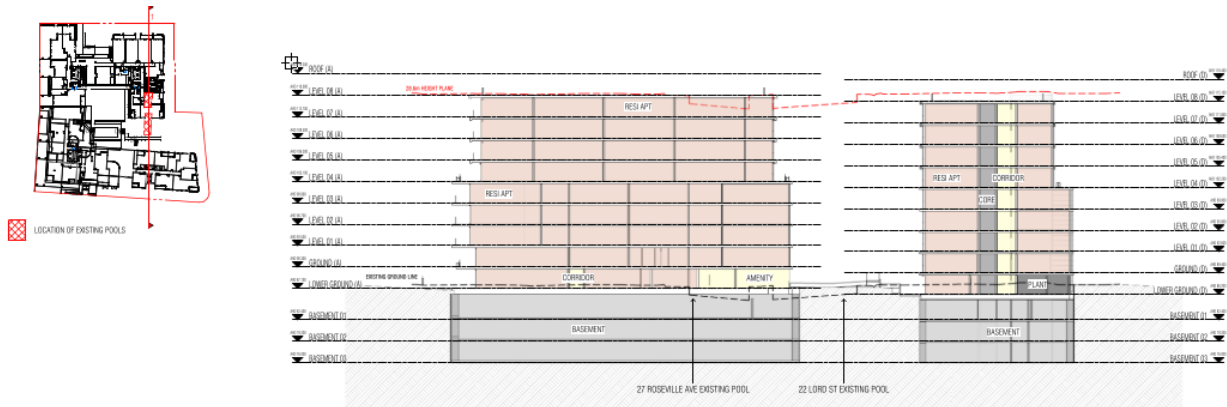 1
LOCATION OF EXISTING POOLS
ROOF (A)
LEVEL 08 (A)
LEVEL 07 (A)
LEVEL 06 (A)
LEVEL 05 (A)
LEVEL 04 (A)
LEVEL 03 (A)
LEVEL 02 (A)
LEVEL 01 (A)
GROUND (A)
LOWER GROUND (A)
BASEMENT 01
BASEMENT 02
BASEMENT 03
HEIGHT PLANE
EXISTING GROUND LINE
RESI APT
RESI APT
CORRIDOR
AMENITY
BASEMENT
27 ROSEVILLE AVE EXISTING POOL
22 LORD ST EXISTING POOL
RESI APT
CORRIDOR
CORE
PLANT
BASEMENT
ROOF (D)
LEVEL 08 (D)
LEVEL 07 (D)
LEVEL 06 (D)
LEVEL 05 (D)
LEVEL 04 (D)
LEVEL 03 (D)
LEVEL 02 (D)
LEVEL 01 (D)
GROUND (D)
LOWER GROUND (D)
BASEMENT 01
BASEMENT 02
BASEMENT 03